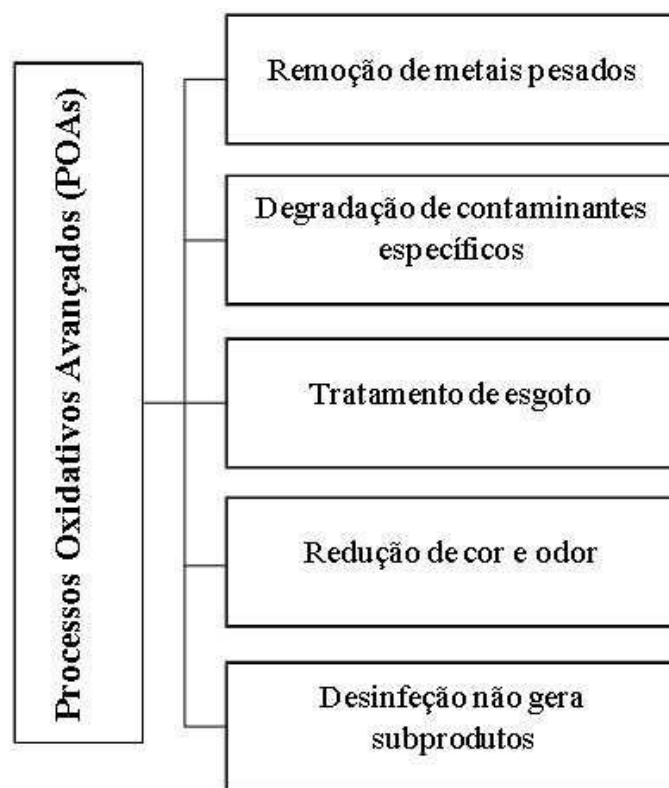 Processos Oxidativos Avançados (POAs)
Remoção de metais pesados
Degradação de contaminantes
específicos
Tratamento de esgoto
Redução de cor e odor
Desinfeção não gera
subprodutos